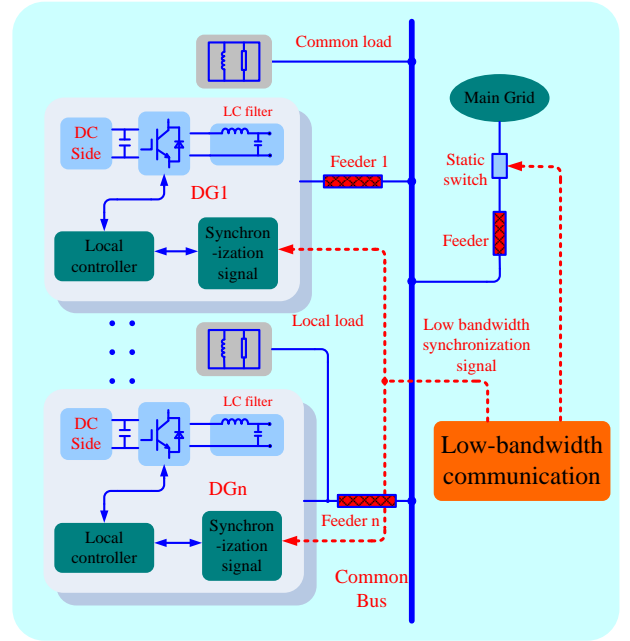 Common load
Main Grid
LC filter
DC
Side
DG1
Feeder 1
Static
switch
Local
controller
Synchron
-ization
signal
Feeder
Local load
Low bandwidth
synchronization
signal
LC filter
DC
Side
DGn
Low-bandwidth
communication
Local
controller
Synchron
-ization
signal
Feeder n
Common
Bus